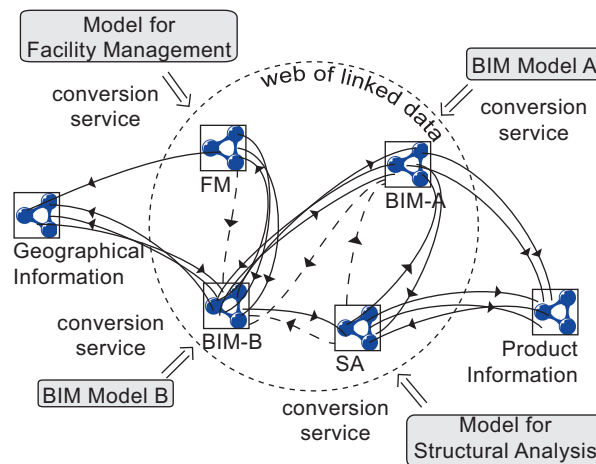 Model for
Facility Management
conversion
service
web of linked data
BIM Model A
conversion
service
FM
BIM-A
Geographical
Information
conversion
service
BIM-B
SA
Product
Information
BIM Model B
conversion
service
Model for
Structural Analysis